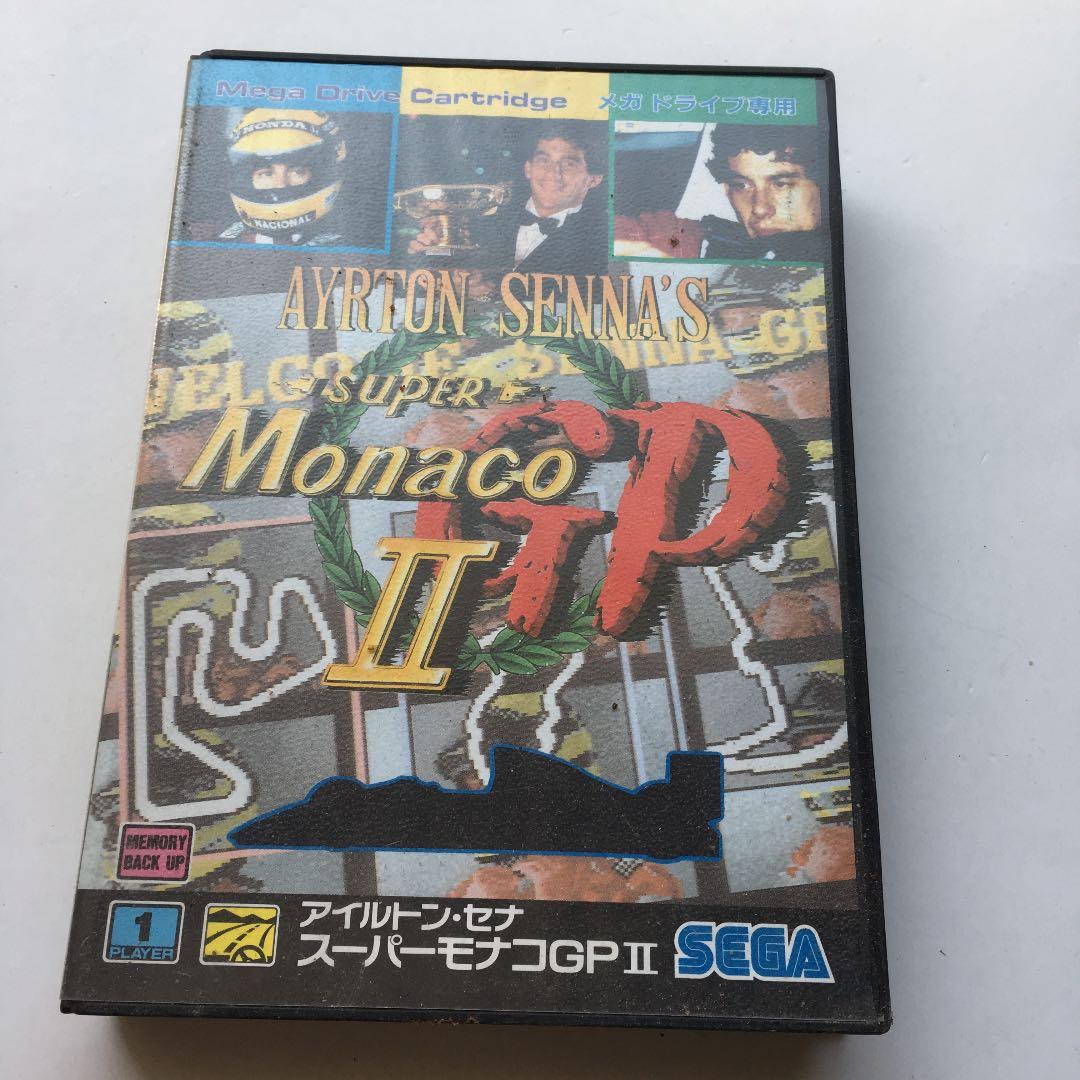 Mega Drive Cartridge メガドライブ専用
HONDA
NACIONAL
AYRTON SENNA'S
SENNA GP
SUPER
Monaco GP
II
MEMORY
BACK UP
1
PLAYER
アイルトン・セナ
スーパーモナコGPⅡ
SEGA